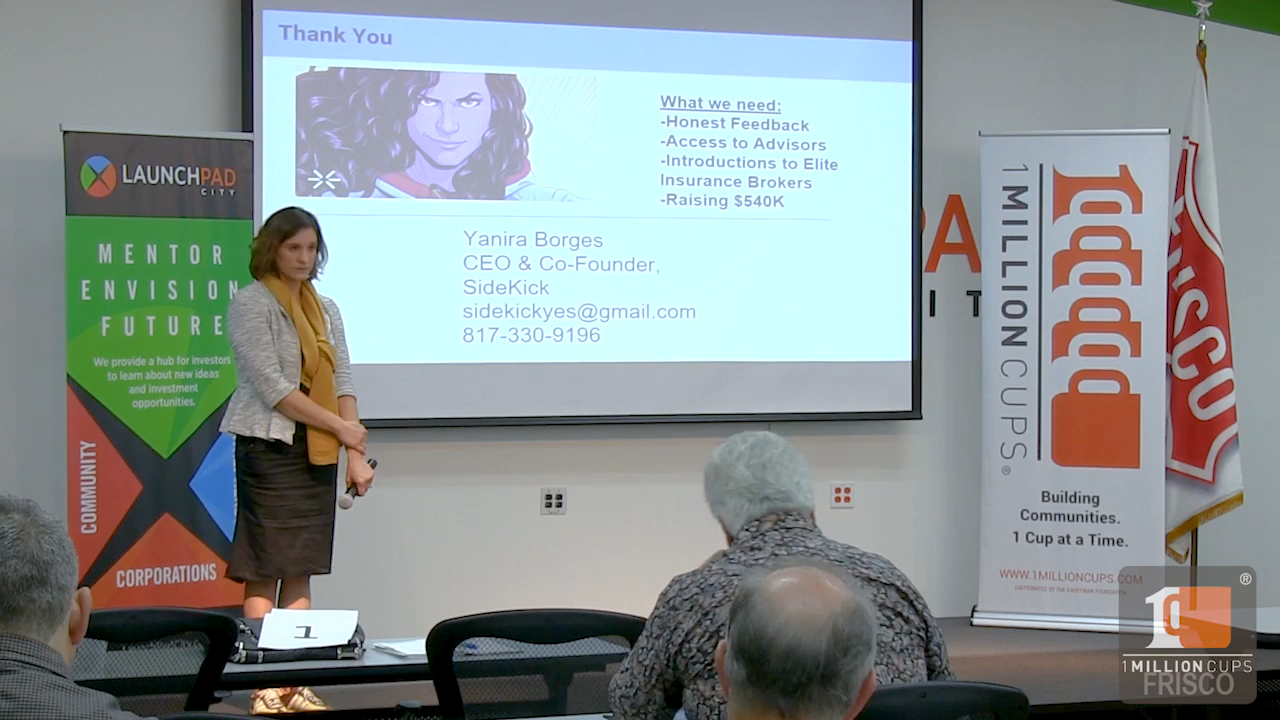 Thank You
What we need:
-Honest Feedback
-Access to Advisors
-Introductions to Elite
Insurance Brokers
-Raising $540K
Yanira Borges
CEO & Co-Founder,
SideKick
sidekickyes@gmail.com
817-330-9196
LAUNCHPAD
CITY
MENTOR
ENVISION
FUTURE
We provide a hub for investors
to learn about new ideas
and investment
opportunities.
COMMUNITY
CORPORATIONS
1
PA
IT
1MILLIONCUPS®
Building
Communities.
1 Cup at a Time.
WWW.1MILLIONCUPS.COM
FRISCO
1 MILLION CUPS
FRISCO
®